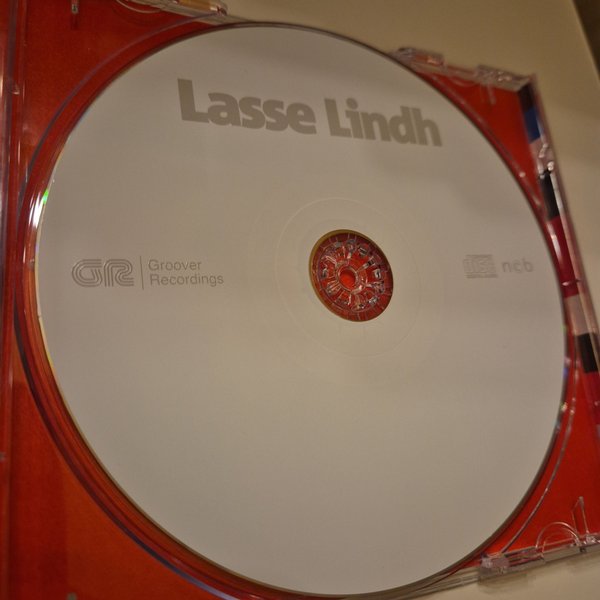 Lasse Lindh
GR
Groover
Recordings
ncb